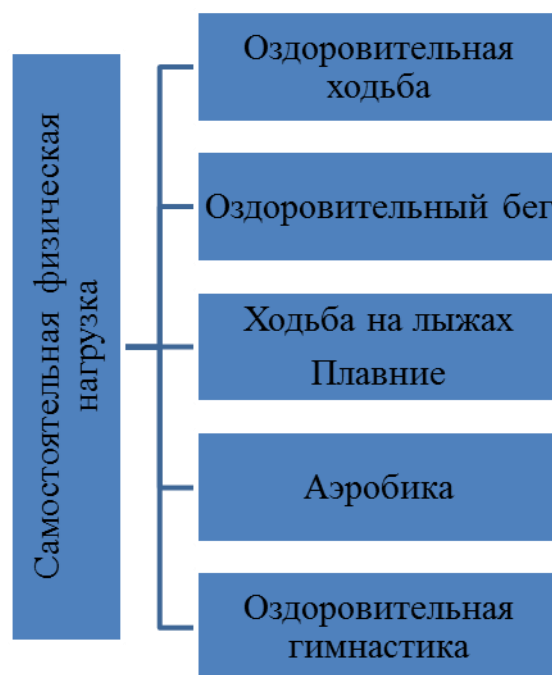 Самостоятельная физическая
нагрузка
Оздоровительная
ходьба
Оздоровительный бег
Ходьба на лыжах
Плавние
Аэробика
Оздоровительная
гимнастика